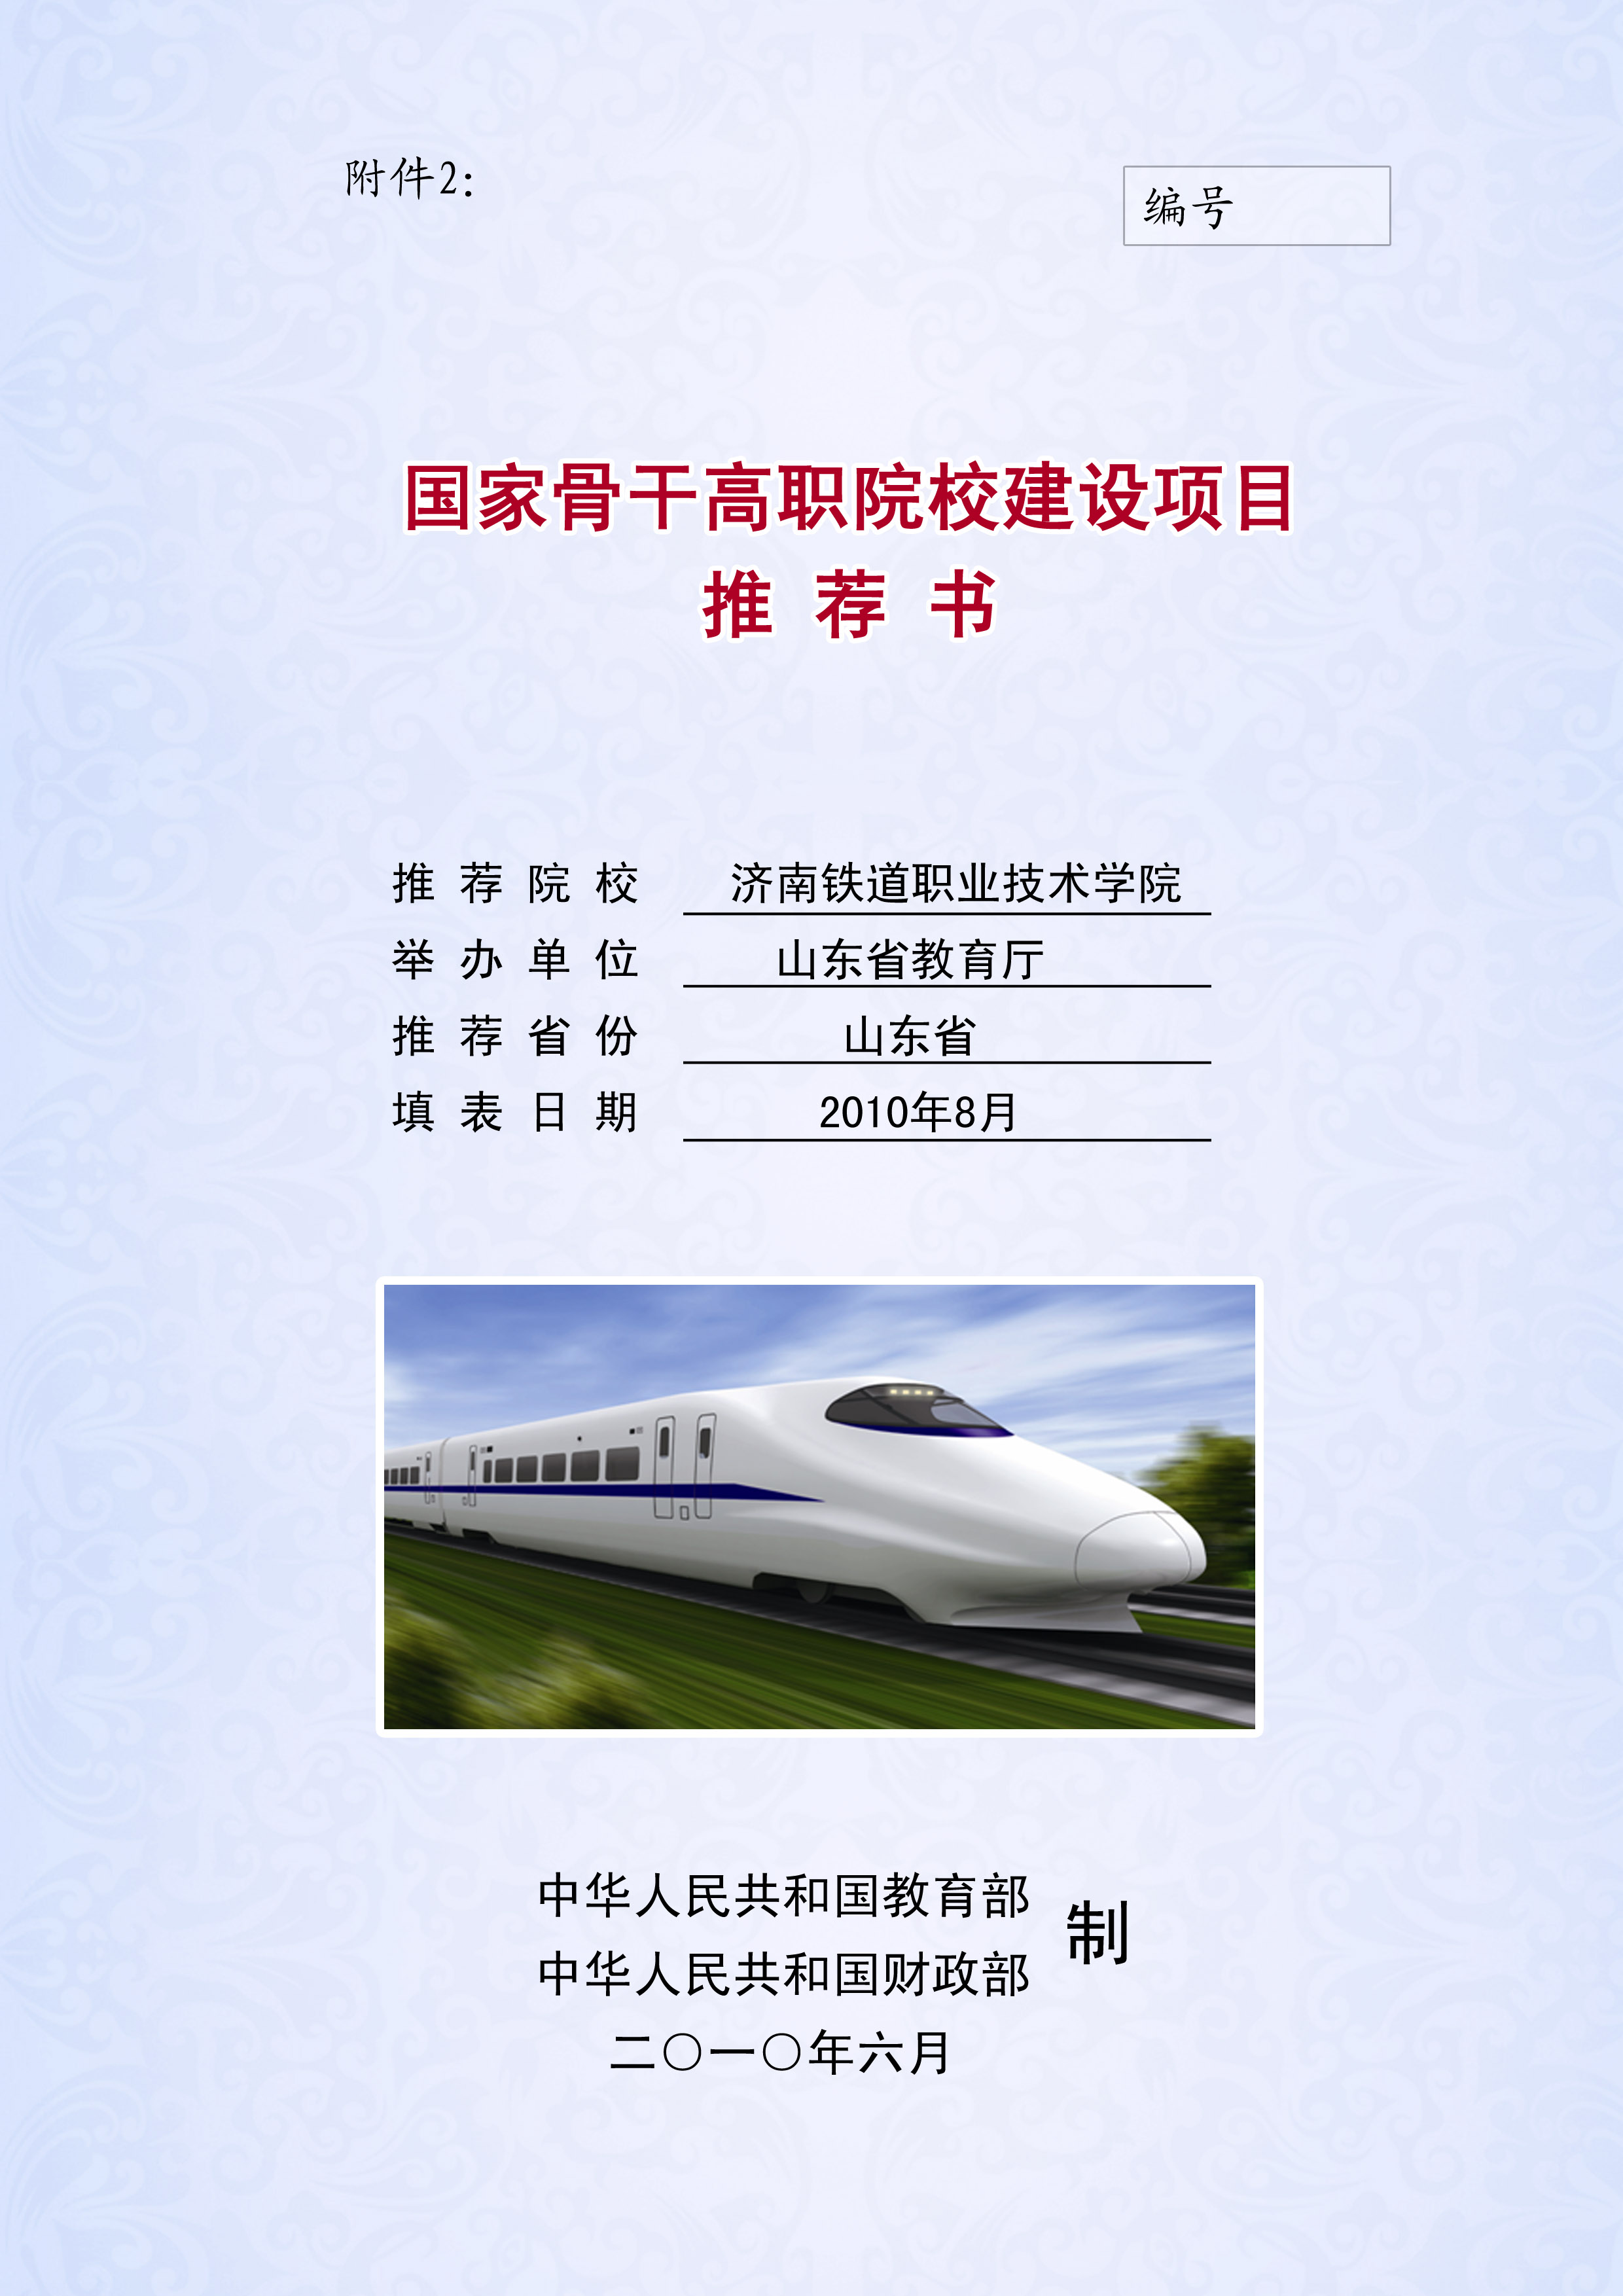 附件2:
编号
国家骨干高职院校建设项目
推 荐 书
推 荐 院 校 济南铁道职业技术学院
举 办 单 位 山东省教育厅
推 荐 省 份 山东省
填 表 日 期 2010年8月
中华人民共和国教育部
制
中华人民共和国财政部
二〇一〇年六月